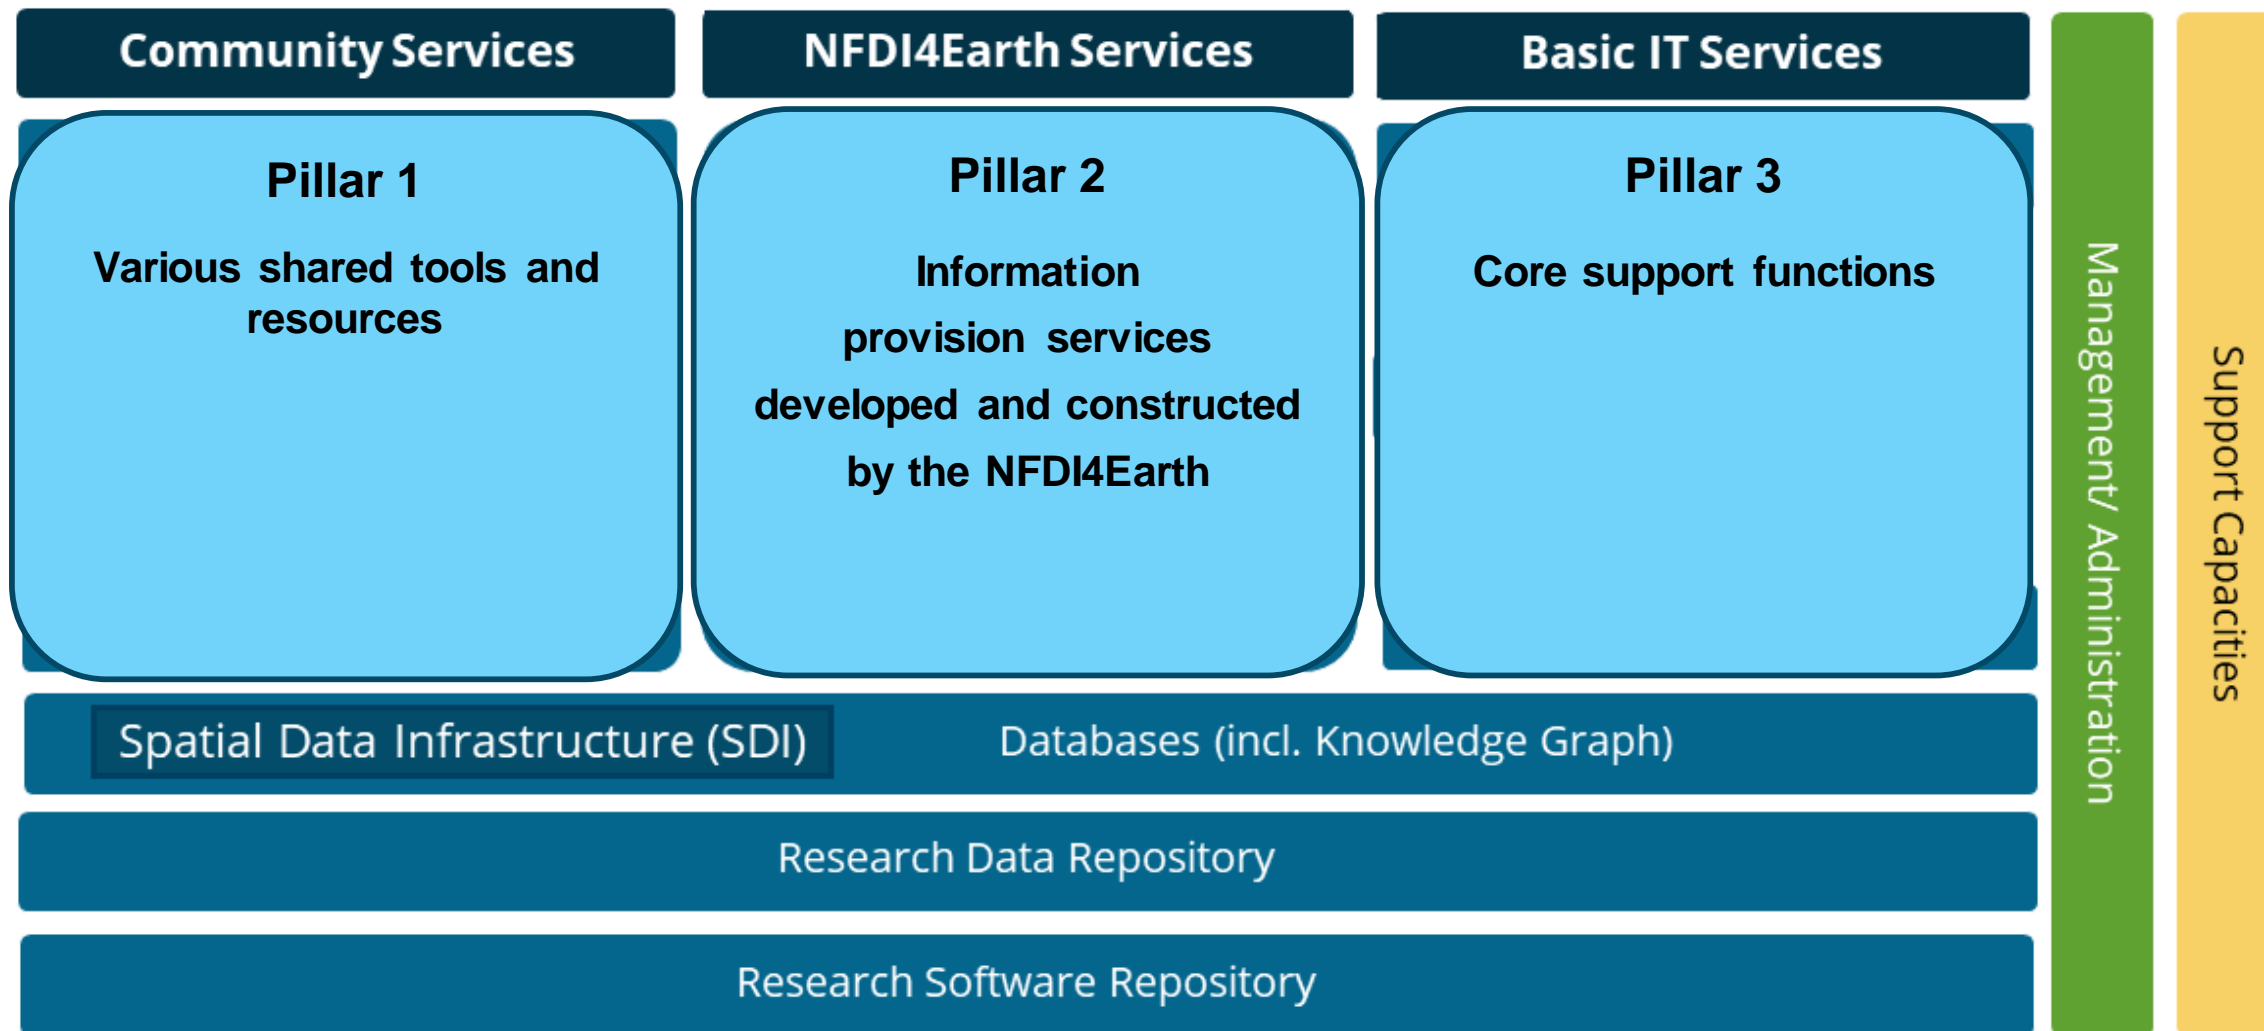 Community Services
NFDI4Earth Services
Basic IT Services
Pillar 1
Various shared tools and
resources
Pillar 2
Information
provision services
developed and constructed
by the NFDI4Earth
Pillar 3
Core support functions
Spatial Data Infrastructure (SDI)
Databases (incl. Knowledge Graph)
Research Data Repository
Research Software Repository
Management/ Administration
Support Capacities